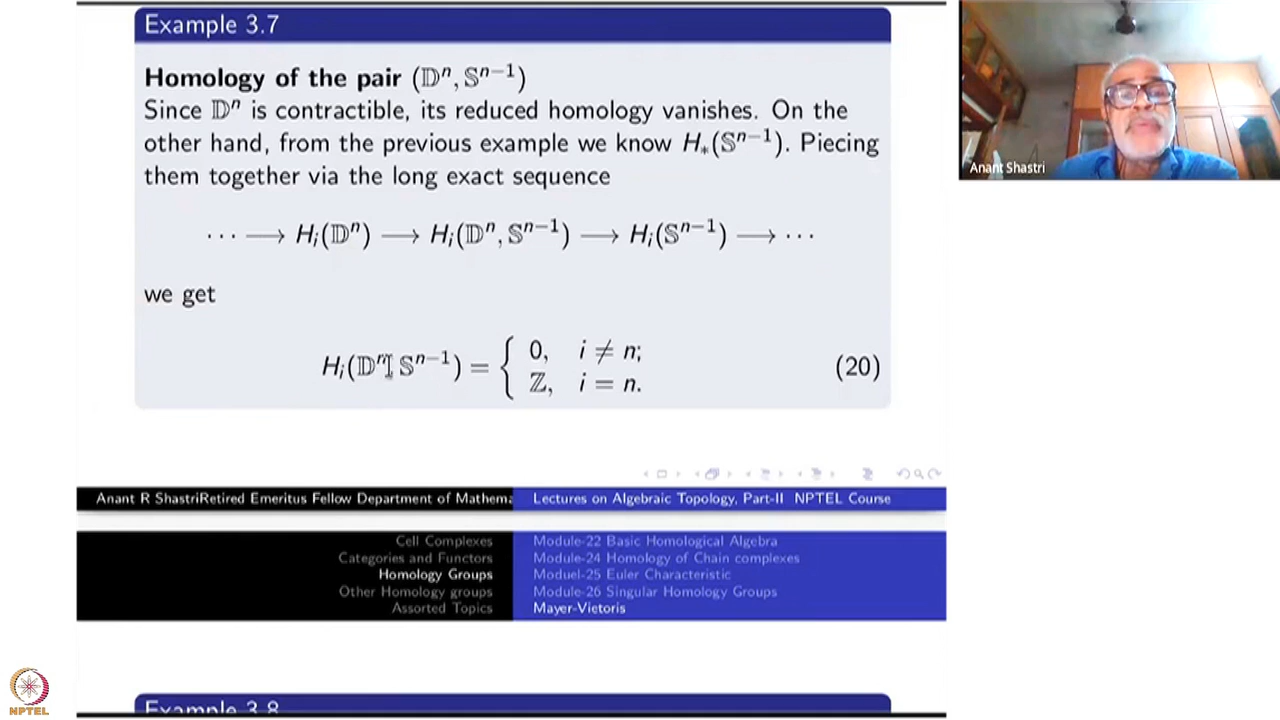 Example 3.7
Homology of the pair (𝔻ⁿ, 𝕊ⁿ⁻¹)
Since 𝔻ⁿ is contractible, its reduced homology vanishes. On the
other hand, from the previous example we know H₊(𝕊ⁿ⁻¹). Piecing
them together via the long exact sequence
··· ⟶ Hᵢ(𝔻ⁿ) ⟶ Hᵢ(𝔻ⁿ, 𝕊ⁿ⁻¹) ⟶ Hᵢ(𝕊ⁿ⁻¹) ⟶ ···
we get
Hᵢ(𝔻ⁿ, 𝕊ⁿ⁻¹) = { 0, i ≠ n;
ℤ, i = n. (20)
Anant R ShastriRetired Emeritus Fellow Department of Mathema
Lectures on Algebraic Topology, Part-II NPTEL Course
Cell Complexes
Categories and Functors
Homology Groups
Other Homology groups
Assorted Topics
Module-22 Basic Homological Algebra
Module-24 Homology of Chain complexes
Moduel-25 Euler Characteristic
Module-26 Singular Homology Groups
Mayer-Vietoris
Example 3.8
Anant Shastri
NPTEL